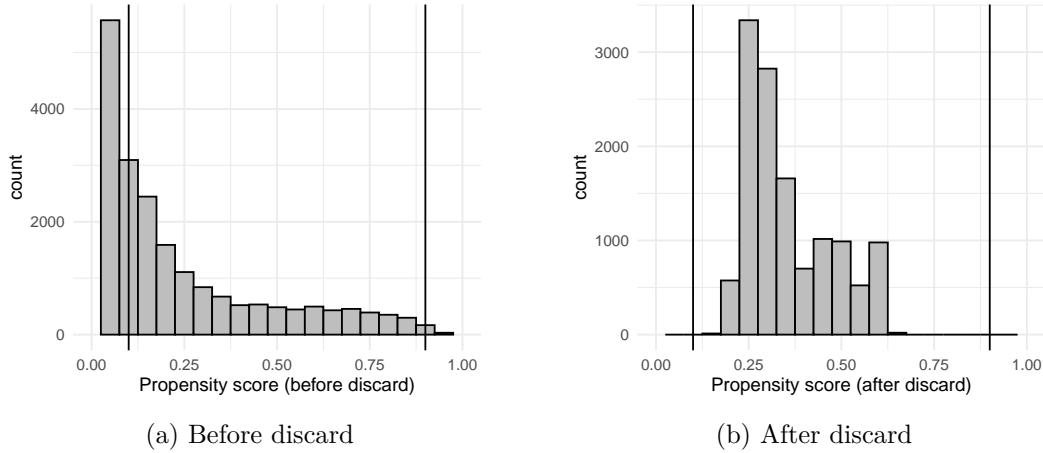 count
4000
2000
0
0.00 0.25 0.50 0.75 1.00
Propensity score (before discard)
(a) Before discard
count
3000
2000
1000
0
0.00 0.25 0.50 0.75 1.00
Propensity score (after discard)
(b) After discard